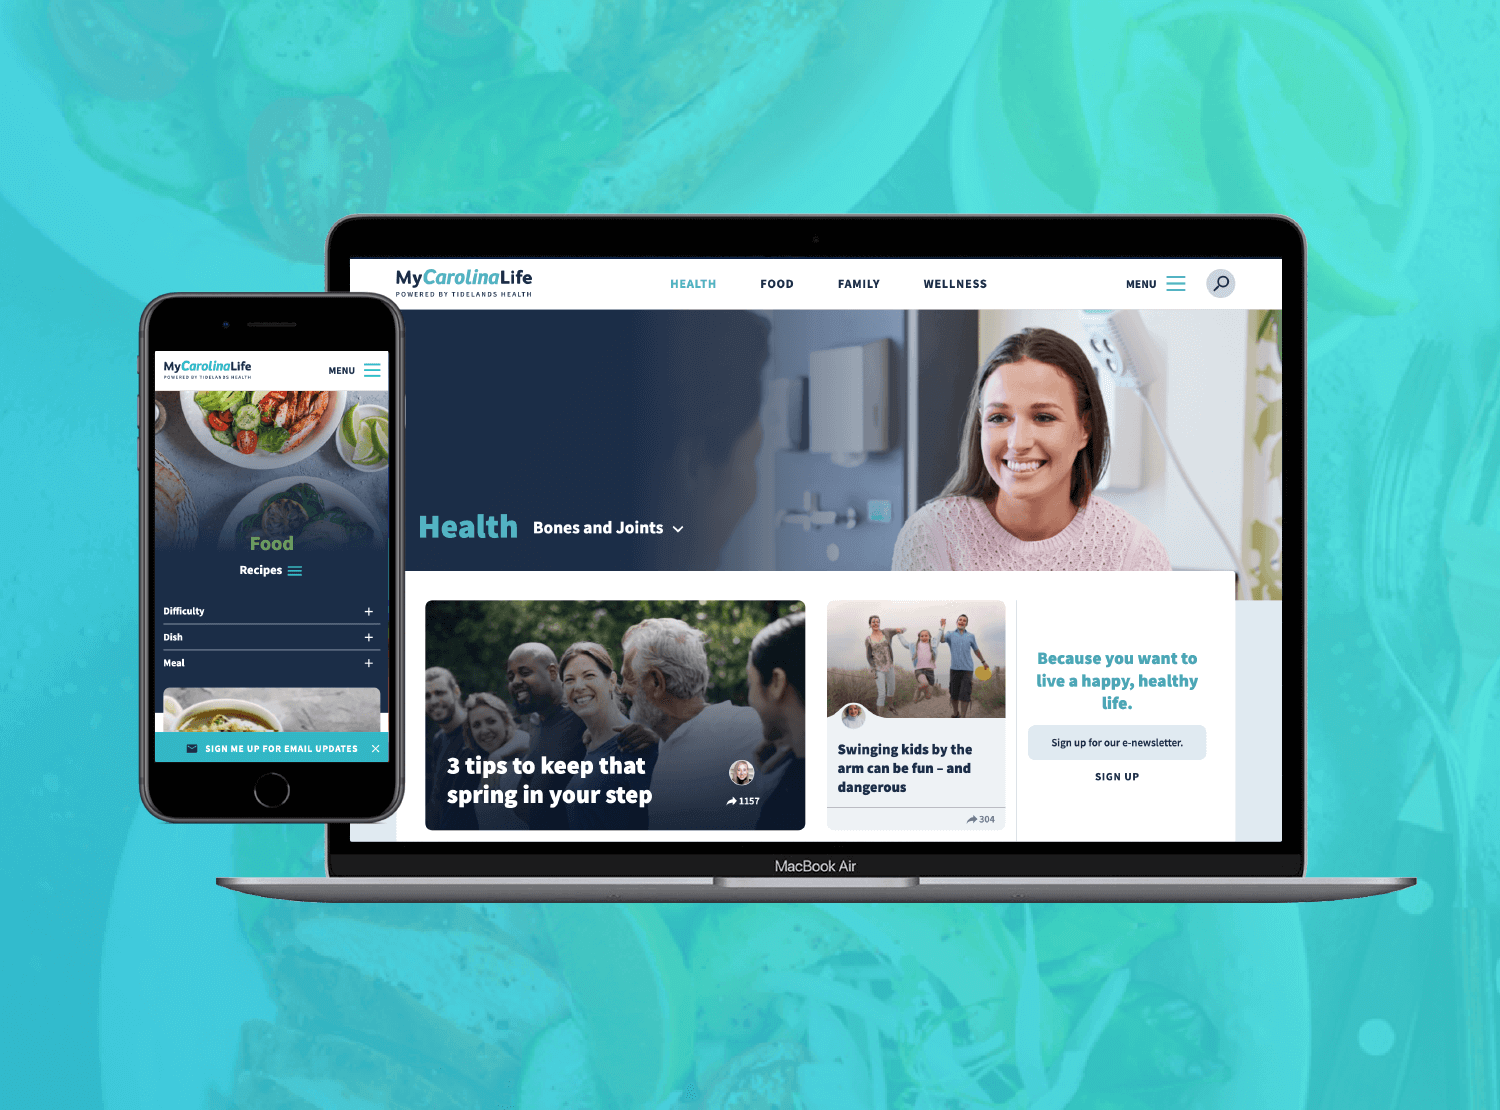 MyCarolinaLife
POWERED BY TIDELANDS HEALTH
MENU
Food
Recipes
Difficulty
Dish
Meal
SIGN ME UP FOR EMAIL UPDATES
MyCarolinaLife
POWERED BY TIDELANDS HEALTH
HEALTH
FOOD
FAMILY
WELLNESS
MENU
Health
Bones and Joints
3 tips to keep that
spring in your step
1157
Swinging kids by the
arm can be fun – and
dangerous
304
Because you want to
live a happy, healthy
life.
Sign up for our e-newsletter.
SIGN UP
MacBook Air